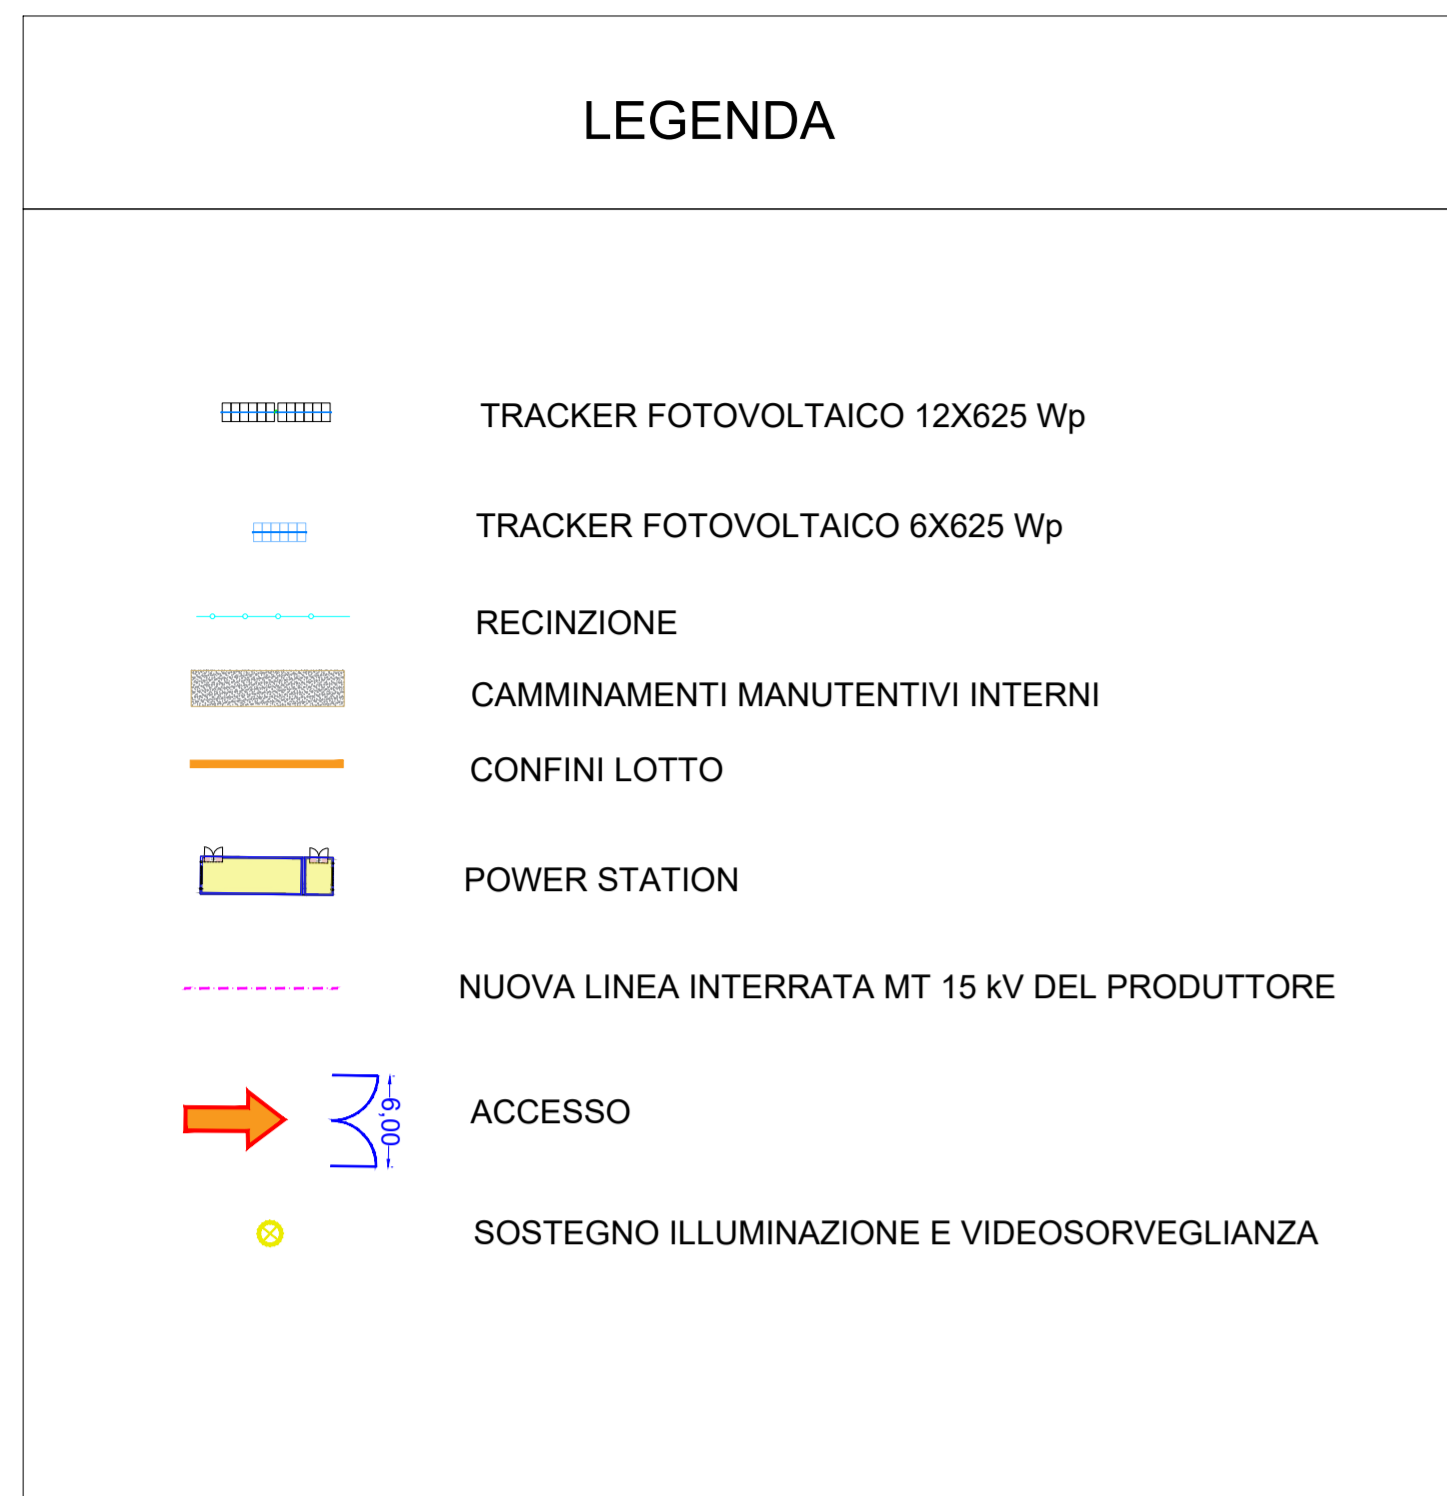 LEGENDA
TRACKER FOTOVOLTAICO 12X625 Wp
TRACKER FOTOVOLTAICO 6X625 Wp
RECINZIONE
CAMMINAMENTI MANUTENTIVI INTERNI
CONFINI LOTTO
POWER STATION
NUOVA LINEA INTERRATA MT 15 kV DEL PRODUTTORE
6,00
ACCESSO
SOSTEGNO ILLUMINAZIONE E VIDEOSORVEGLIANZA